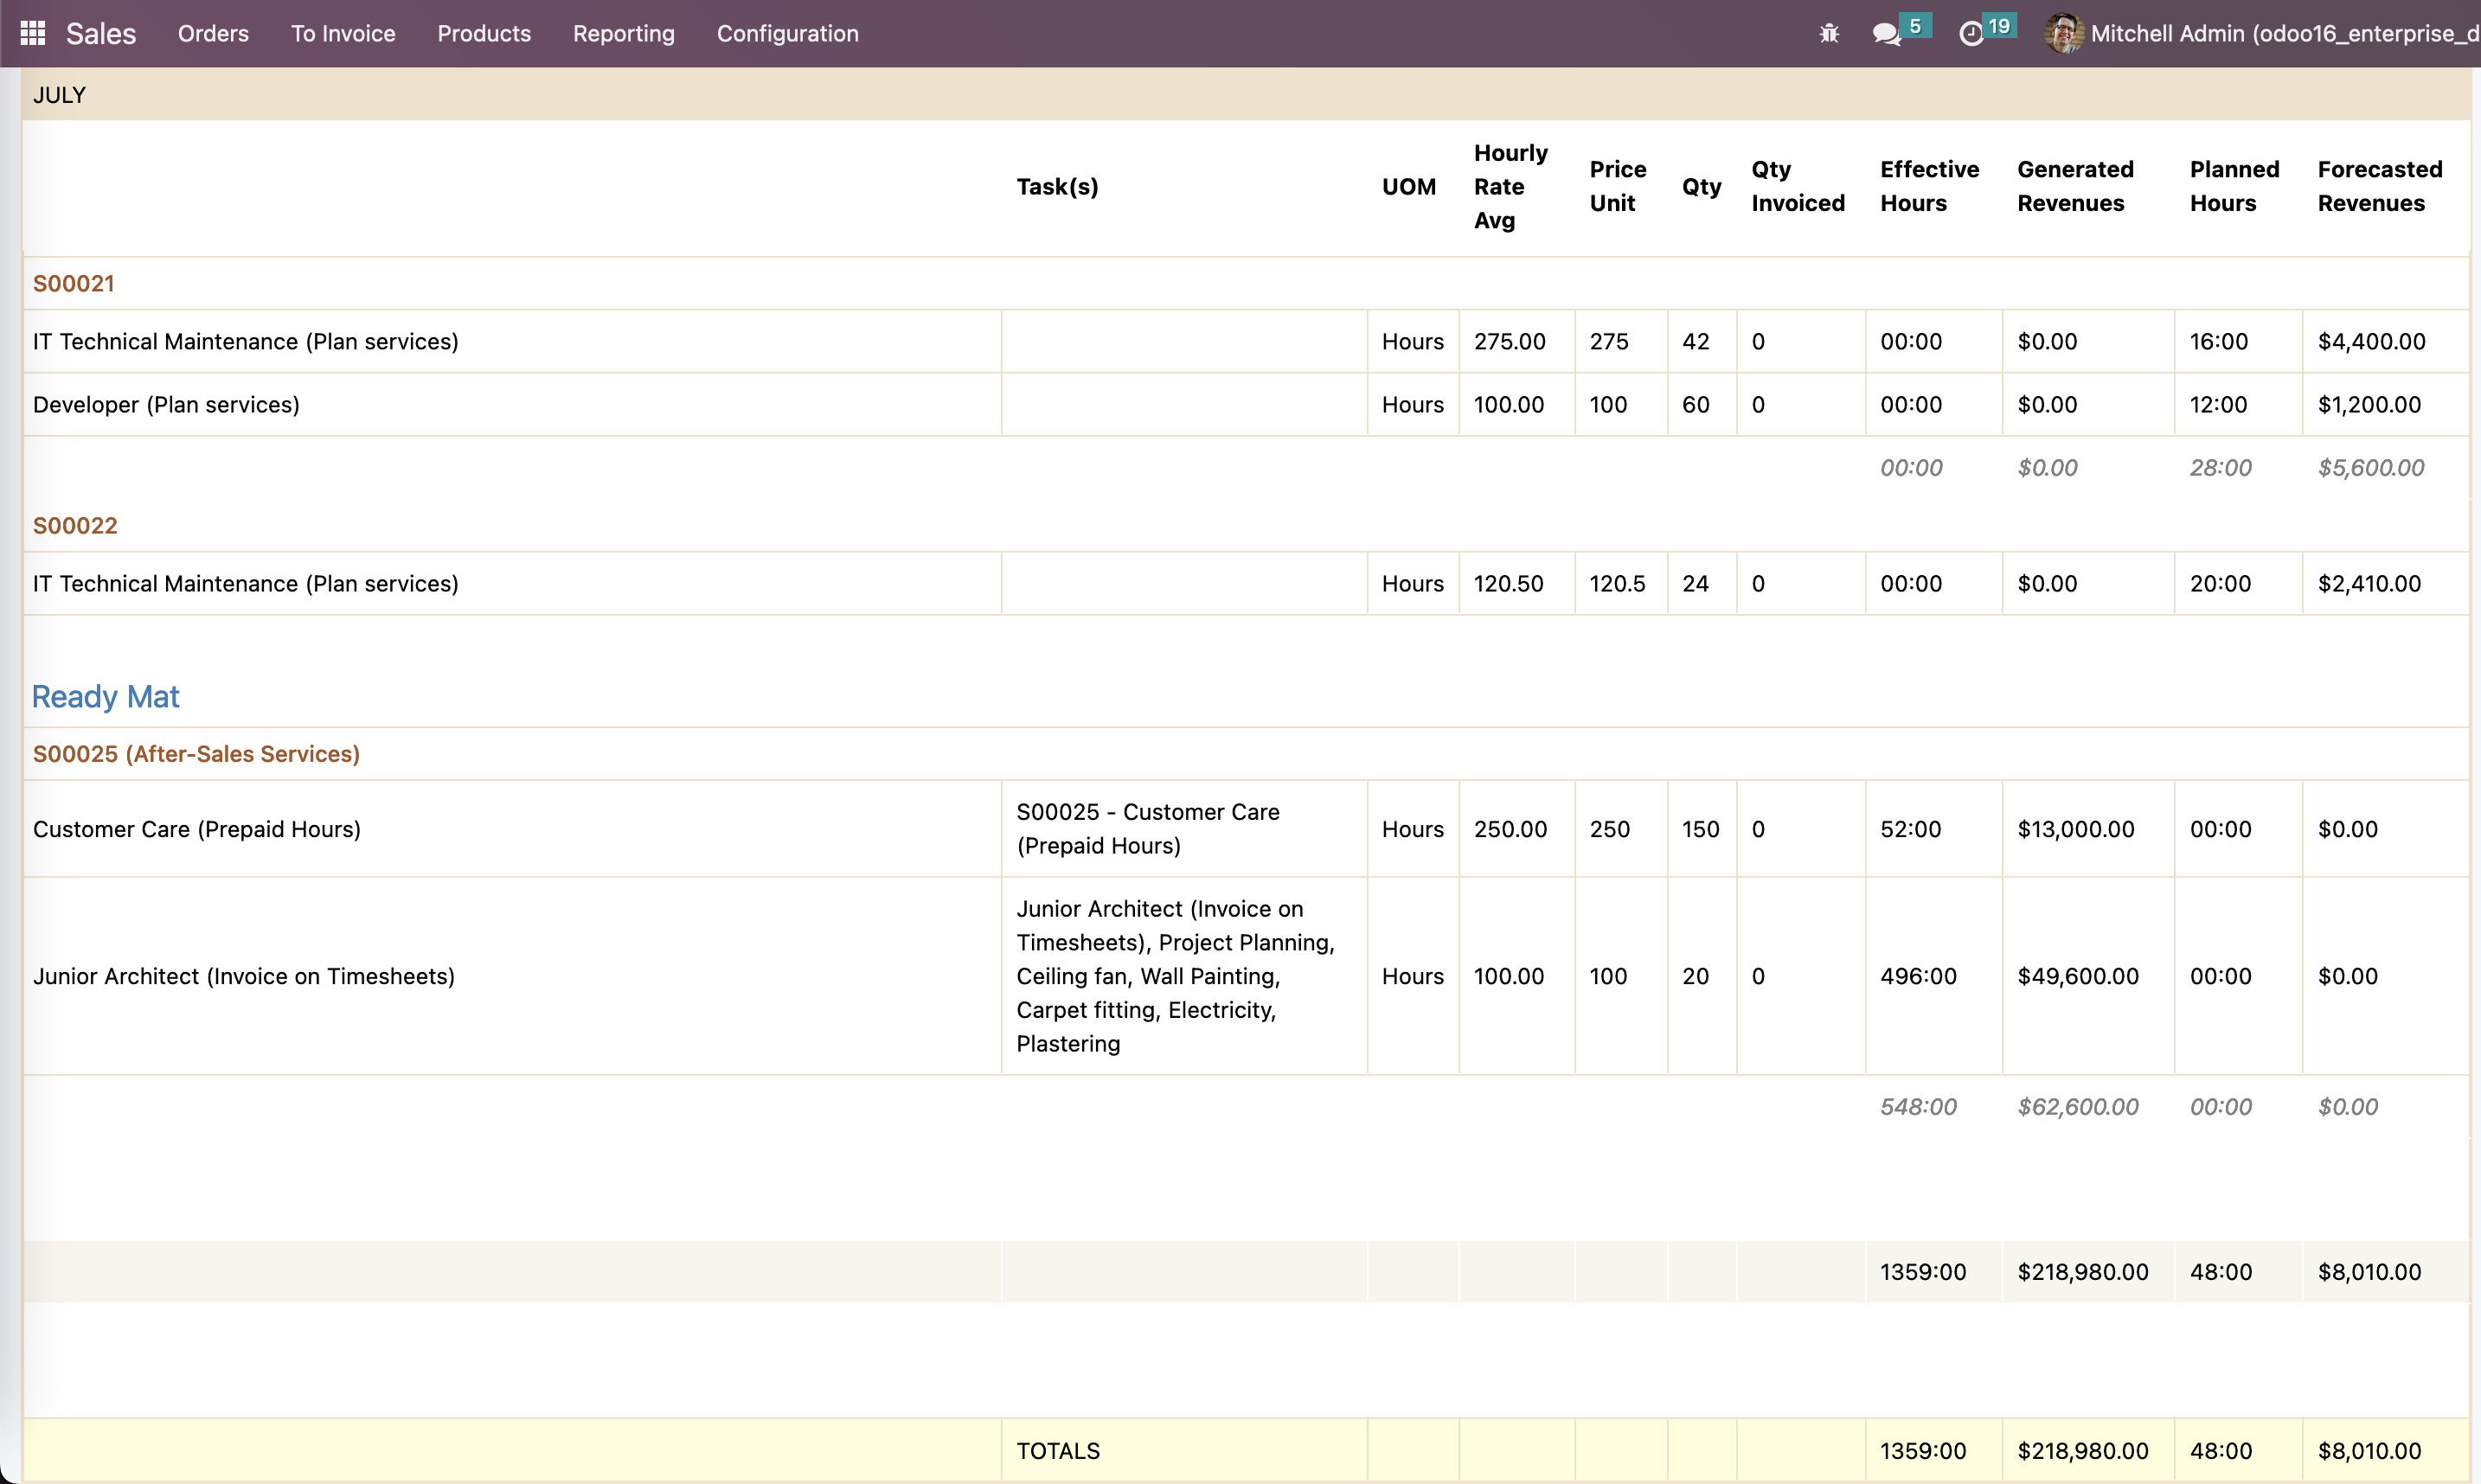 Sales Orders To Invoice Products Reporting Configuration 5 19 Mitchell Admin (odoo16_enterprise_d
JULY
Task(s) UOM Hourly Rate Avg Price Unit Qty Qty Invoiced Effective Hours Generated Revenues Planned Hours Forecasted Revenues
S00021
IT Technical Maintenance (Plan services) Hours 275.00 275 42 0 00:00 $0.00 16:00 $4,400.00
Developer (Plan services) Hours 100.00 100 60 0 00:00 $0.00 12:00 $1,200.00
00:00 $0.00 28:00 $5,600.00
S00022
IT Technical Maintenance (Plan services) Hours 120.50 120.5 24 0 00:00 $0.00 20:00 $2,410.00
Ready Mat
S00025 (After-Sales Services)
Customer Care (Prepaid Hours) S00025 - Customer Care (Prepaid Hours) Hours 250.00 250 150 0 52:00 $13,000.00 00:00 $0.00
Junior Architect (Invoice on Timesheets) Junior Architect (Invoice on Timesheets), Project Planning, Ceiling fan, Wall Painting, Carpet fitting, Electricity, Plastering Hours 100.00 100 20 0 496:00 $49,600.00 00:00 $0.00
548:00 $62,600.00 00:00 $0.00
1359:00 $218,980.00 48:00 $8,010.00
TOTALS 1359:00 $218,980.00 48:00 $8,010.00